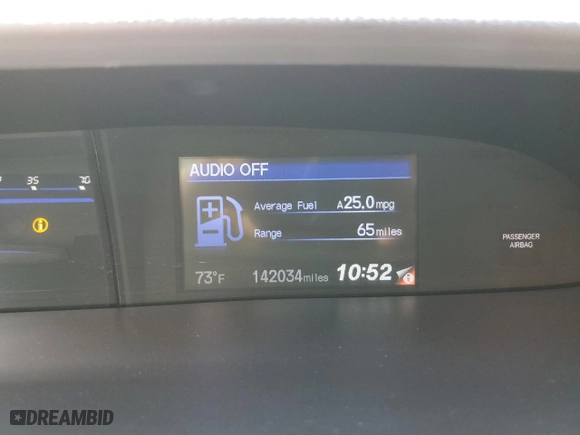 AUDIO OFF
35 70
Average Fuel A25.0mpg
Range 65miles
PASSENGER
AIRBAG
73°F 142034miles 10:52
DREAMBID